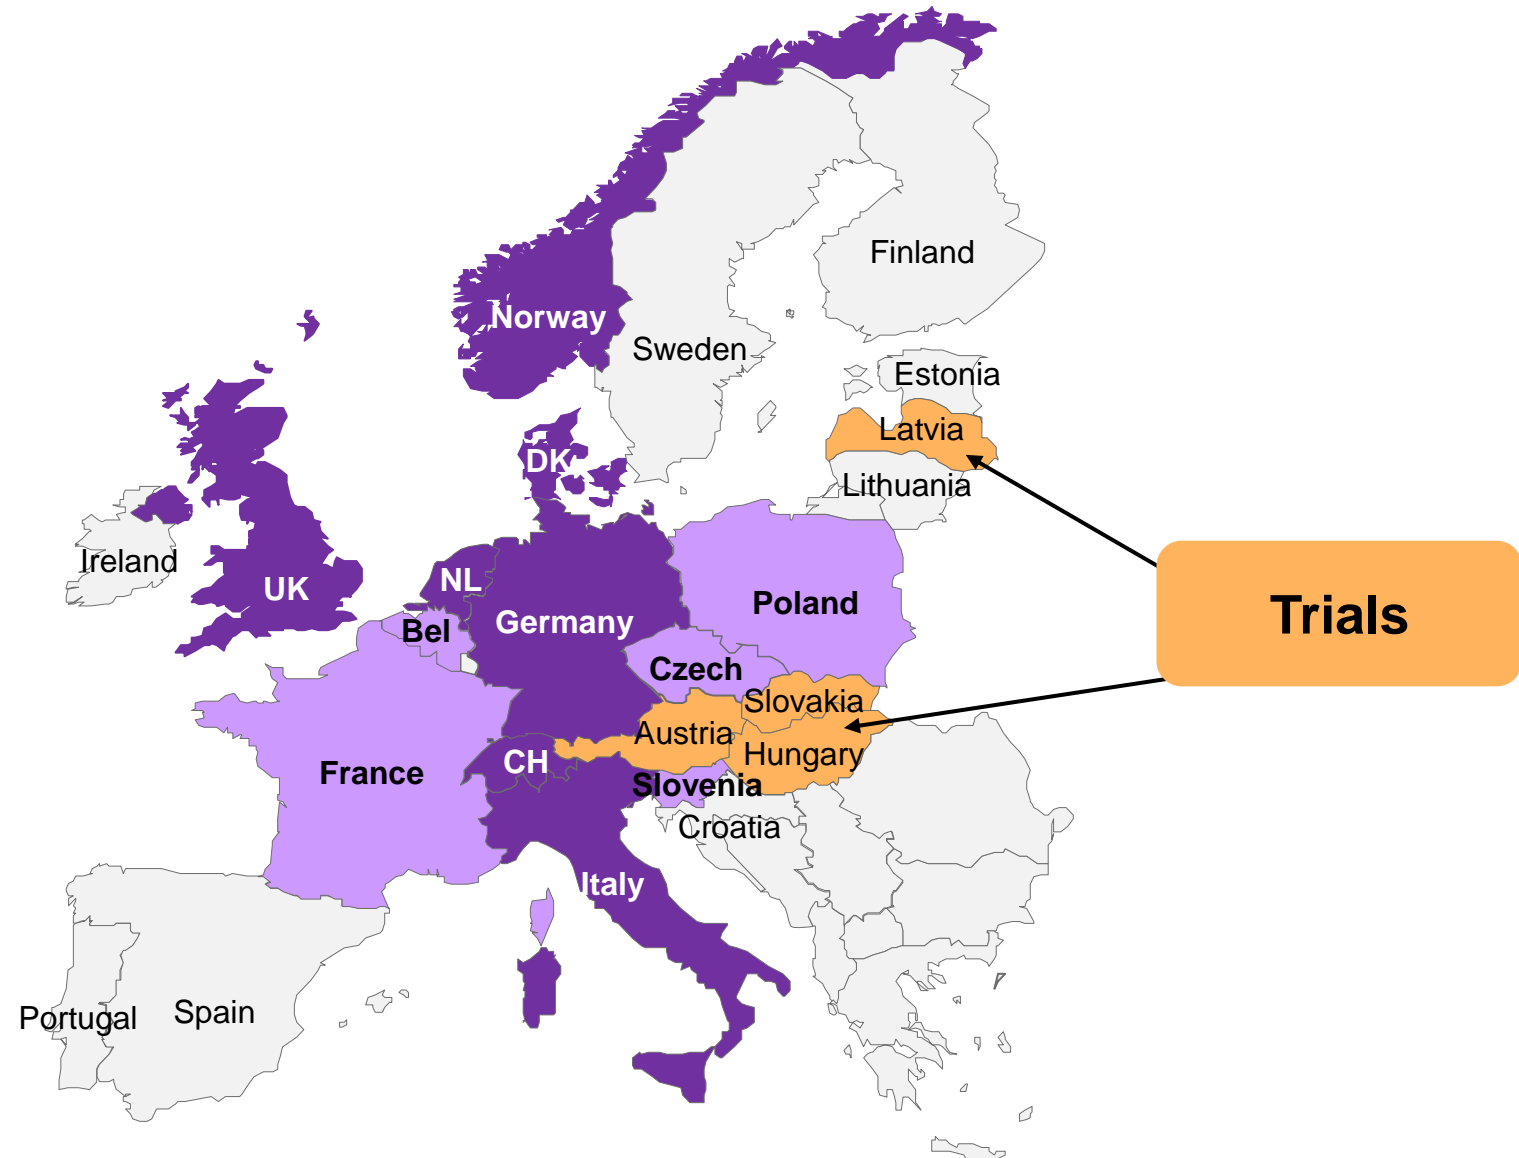 Finland
Norway
Sweden
Estonia
Latvia
DK
Lithuania
Ireland
NL
UK
Poland
Germany
Bel
Trials
Czech
Slovakia
Austria
Hungary
CH
France
Slovenia
Croatia
Italy
Spain
Portugal